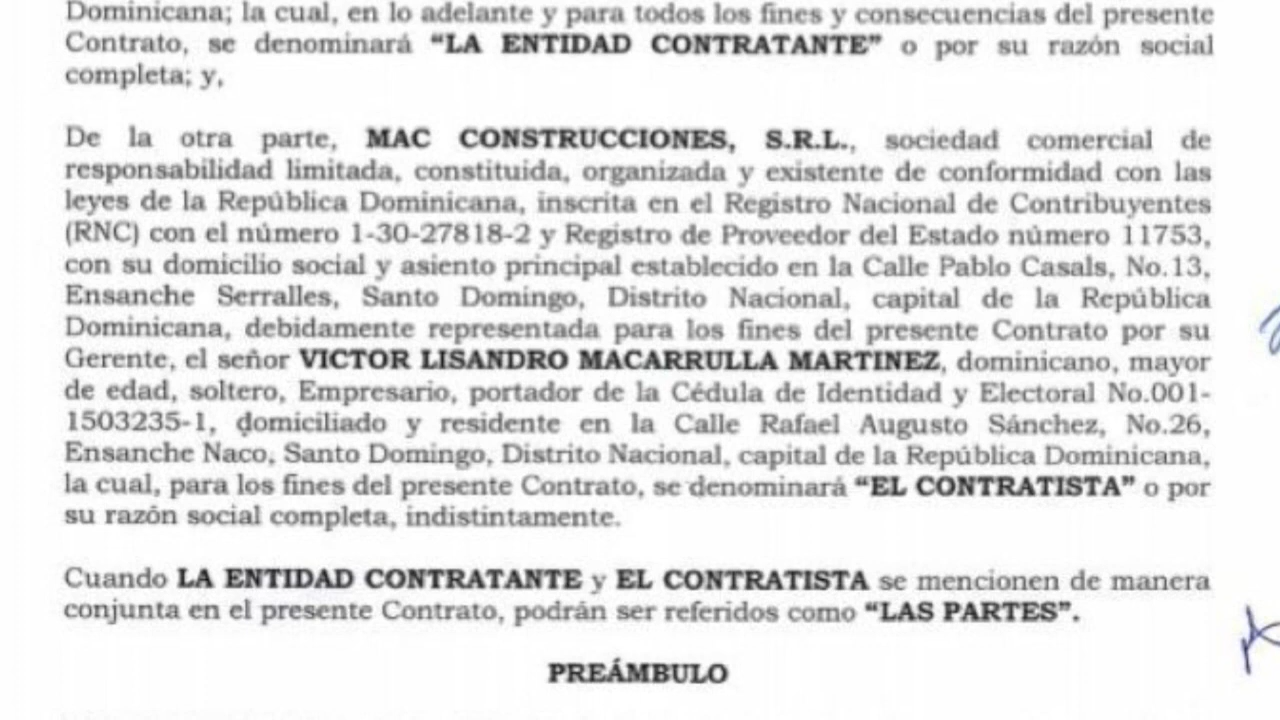 Dominicana; la cual, en lo adelante y para todos los fines y consecuencias del presente
Contrato, se denominará “LA ENTIDAD CONTRATANTE” o por su razón social
completa; y,
De la otra parte, MAC CONSTRUCCIONES, S.R.L., sociedad comercial de
responsabilidad limitada, constituida, organizada y existente de conformidad con las
leyes de la República Dominicana, inscrita en el Registro Nacional de Contribuyentes
(RNC) con el número 1-30-27818-2 y Registro de Proveedor del Estado número 11753,
con su domicilio social y asiento principal establecido en la Calle Pablo Casals, No.13,
Ensanche Serralles, Santo Domingo, Distrito Nacional, capital de la República
Dominicana, debidamente representada para los fines del presente Contrato por su
Gerente, el señor VICTOR LISANDRO MACARRULLA MARTINEZ, dominicano, mayor
de edad, soltero, Empresario, portador de la Cédula de Identidad y Electoral No.001-
1503235-1, domiciliado y residente en la Calle Rafael Augusto Sánchez, No.26,
Ensanche Naco, Santo Domingo, Distrito Nacional, capital de la República Dominicana,
la cual, para los fines del presente Contrato, se denominará “EL CONTRATISTA” o por
su razón social completa, indistintamente.
Cuando LA ENTIDAD CONTRATANTE y EL CONTRATISTA se mencionen de manera
conjunta en el presente Contrato, podrán ser referidos como “LAS PARTES”.
PREÁMBULO